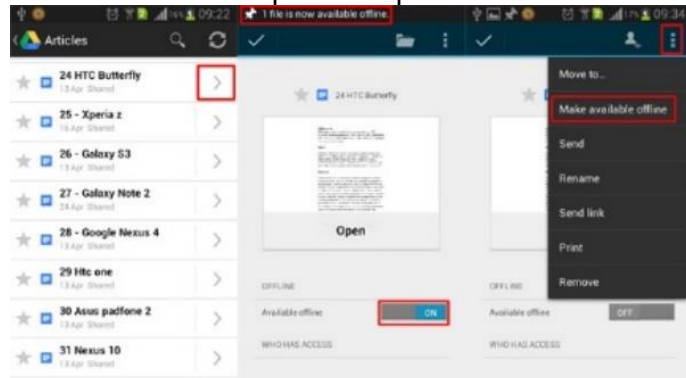 09:22
Articles
24 HTC Butterfly
13 Apr Shared
25 - Xperia z
16 Apr Shared
26 - Galaxy S3
13 Apr Shared
27 - Galaxy Note 2
24 Apr Shared
28 - Google Nexus 4
13 Apr Shared
29 Htc one
13 Apr Shared
30 Asus padfone 2
13 Apr Shared
31 Nexus 10
13 Apr Shared
1 file is now available offline.
24 HTC Butterfly
Open
OFFLINE
Available offline
ON
WHO HAS ACCESS
09:34
Move to...
Make available offline
Send
Rename
Send link
Print
Remove
OFFLINE
Available offline
OFF
WHO HAS ACCESS